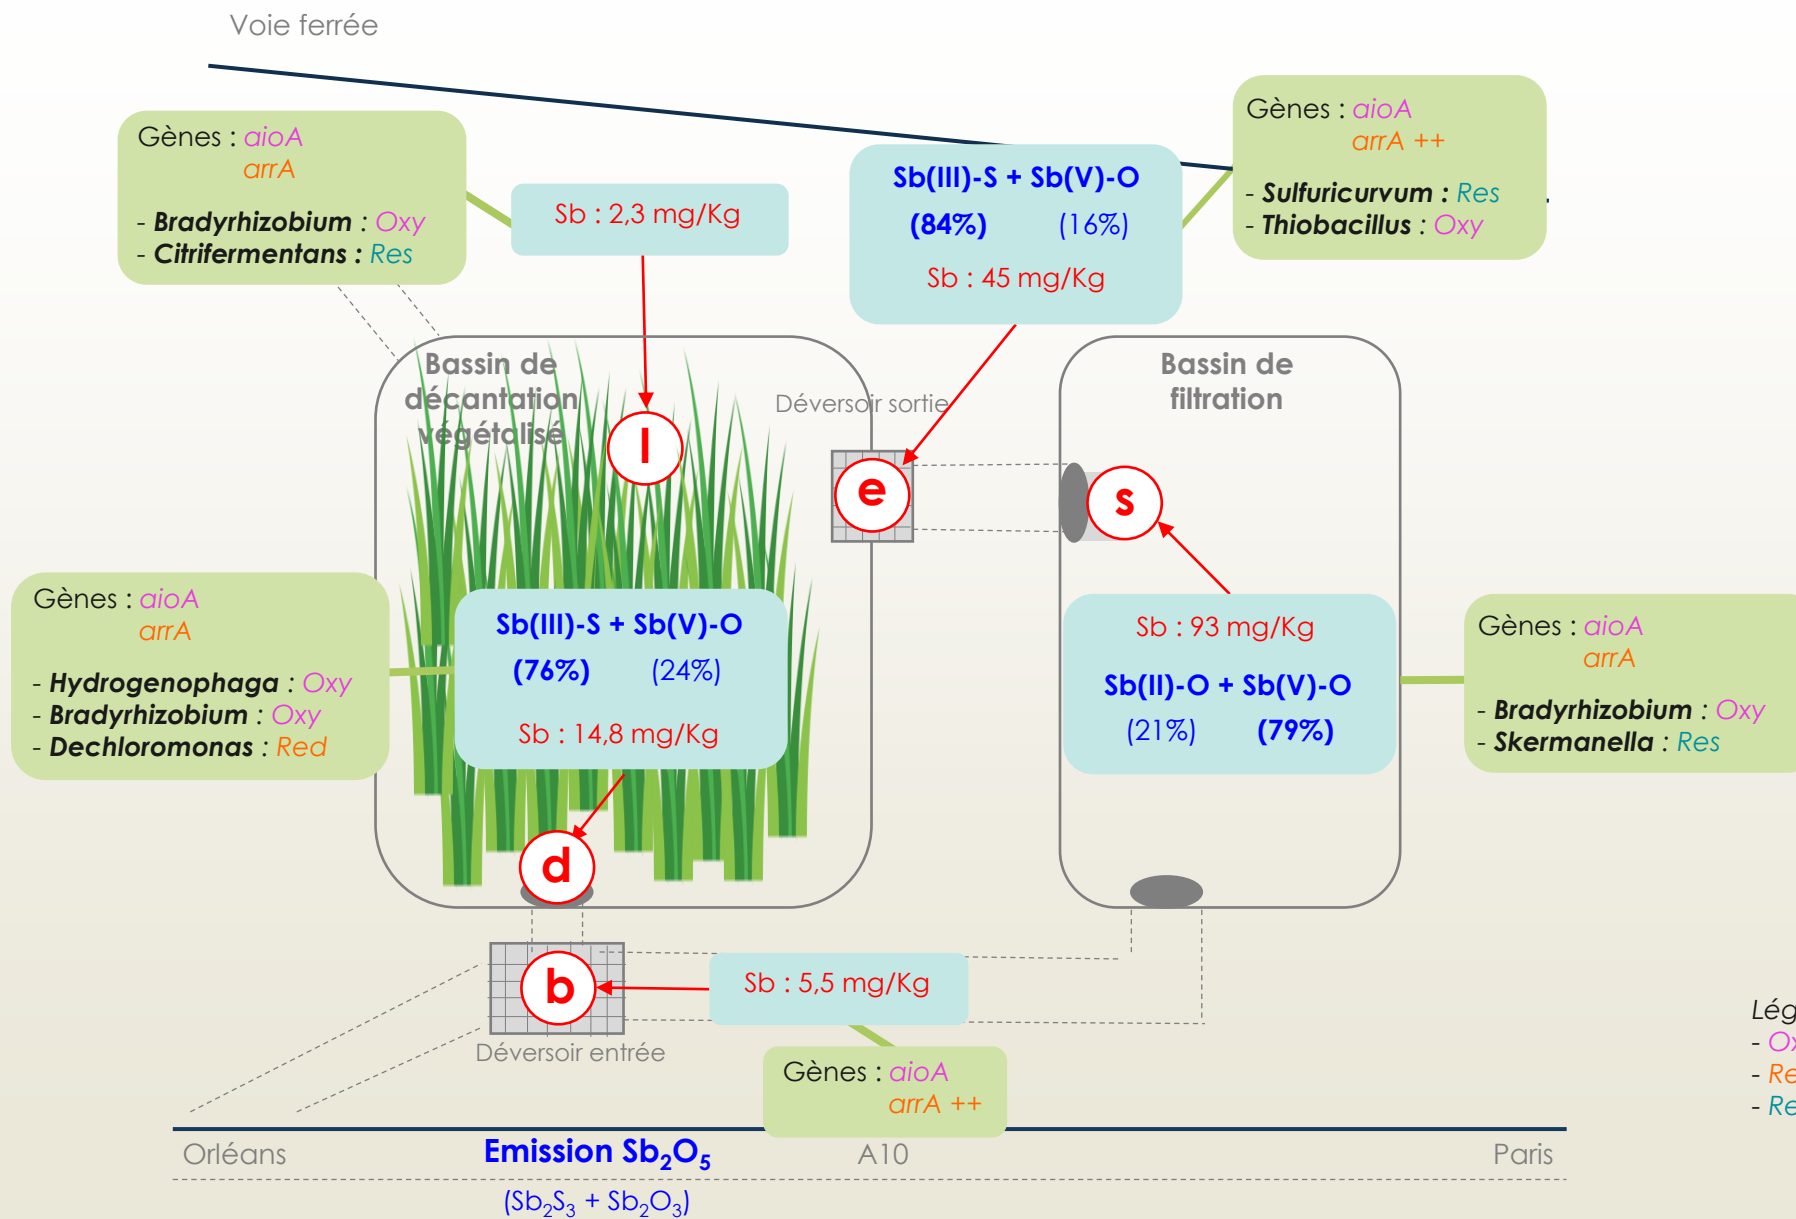 Voie ferrée
Gènes : aioA
arrA
- Bradyrhizobium : Oxy
- Citrifermentans : Res
Sb : 2,3 mg/Kg
Sb(III)-S + Sb(V)-O
(84%) (16%)
Sb : 45 mg/Kg
Gènes : aioA
arrA ++
- Sulfuricurvum : Res
- Thiobacillus : Oxy
Bassin de
décantation
végétalisé
l
Déversoir sortie
e
Bassin de
filtration
s
Gènes : aioA
arrA
- Hydrogenophaga : Oxy
- Bradyrhizobium : Oxy
- Dechloromonas : Red
Sb(III)-S + Sb(V)-O
(76%) (24%)
Sb : 14,8 mg/Kg
d
Sb : 93 mg/Kg
Sb(II)-O + Sb(V)-O
(21%) (79%)
Gènes : aioA
arrA
- Bradyrhizobium : Oxy
- Skermanella : Res
b
Sb : 5,5 mg/Kg
Déversoir entrée
Gènes : aioA
arrA ++
Orléans
Emission Sb₂O₅
A10
Paris
(Sb₂S₃ + Sb₂O₃)